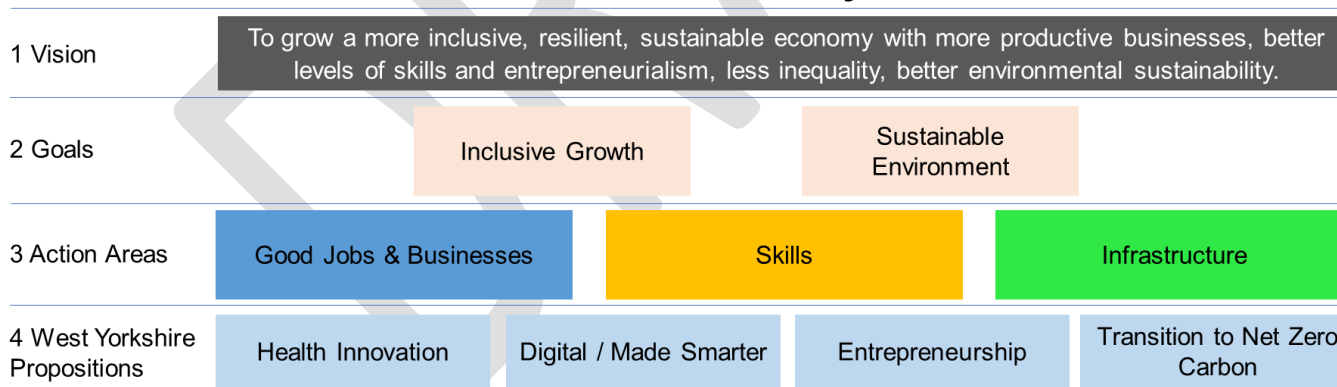 1 Vision
To grow a more inclusive, resilient, sustainable economy with more productive businesses, better
levels of skills and entrepreneurialism, less inequality, better environmental sustainability.
2 Goals
Inclusive Growth
Sustainable
Environment
3 Action Areas
Good Jobs & Businesses
Skills
Infrastructure
4 West Yorkshire
Propositions
Health Innovation
Digital / Made Smarter
Entrepreneurship
Transition to Net Zero
Carbon